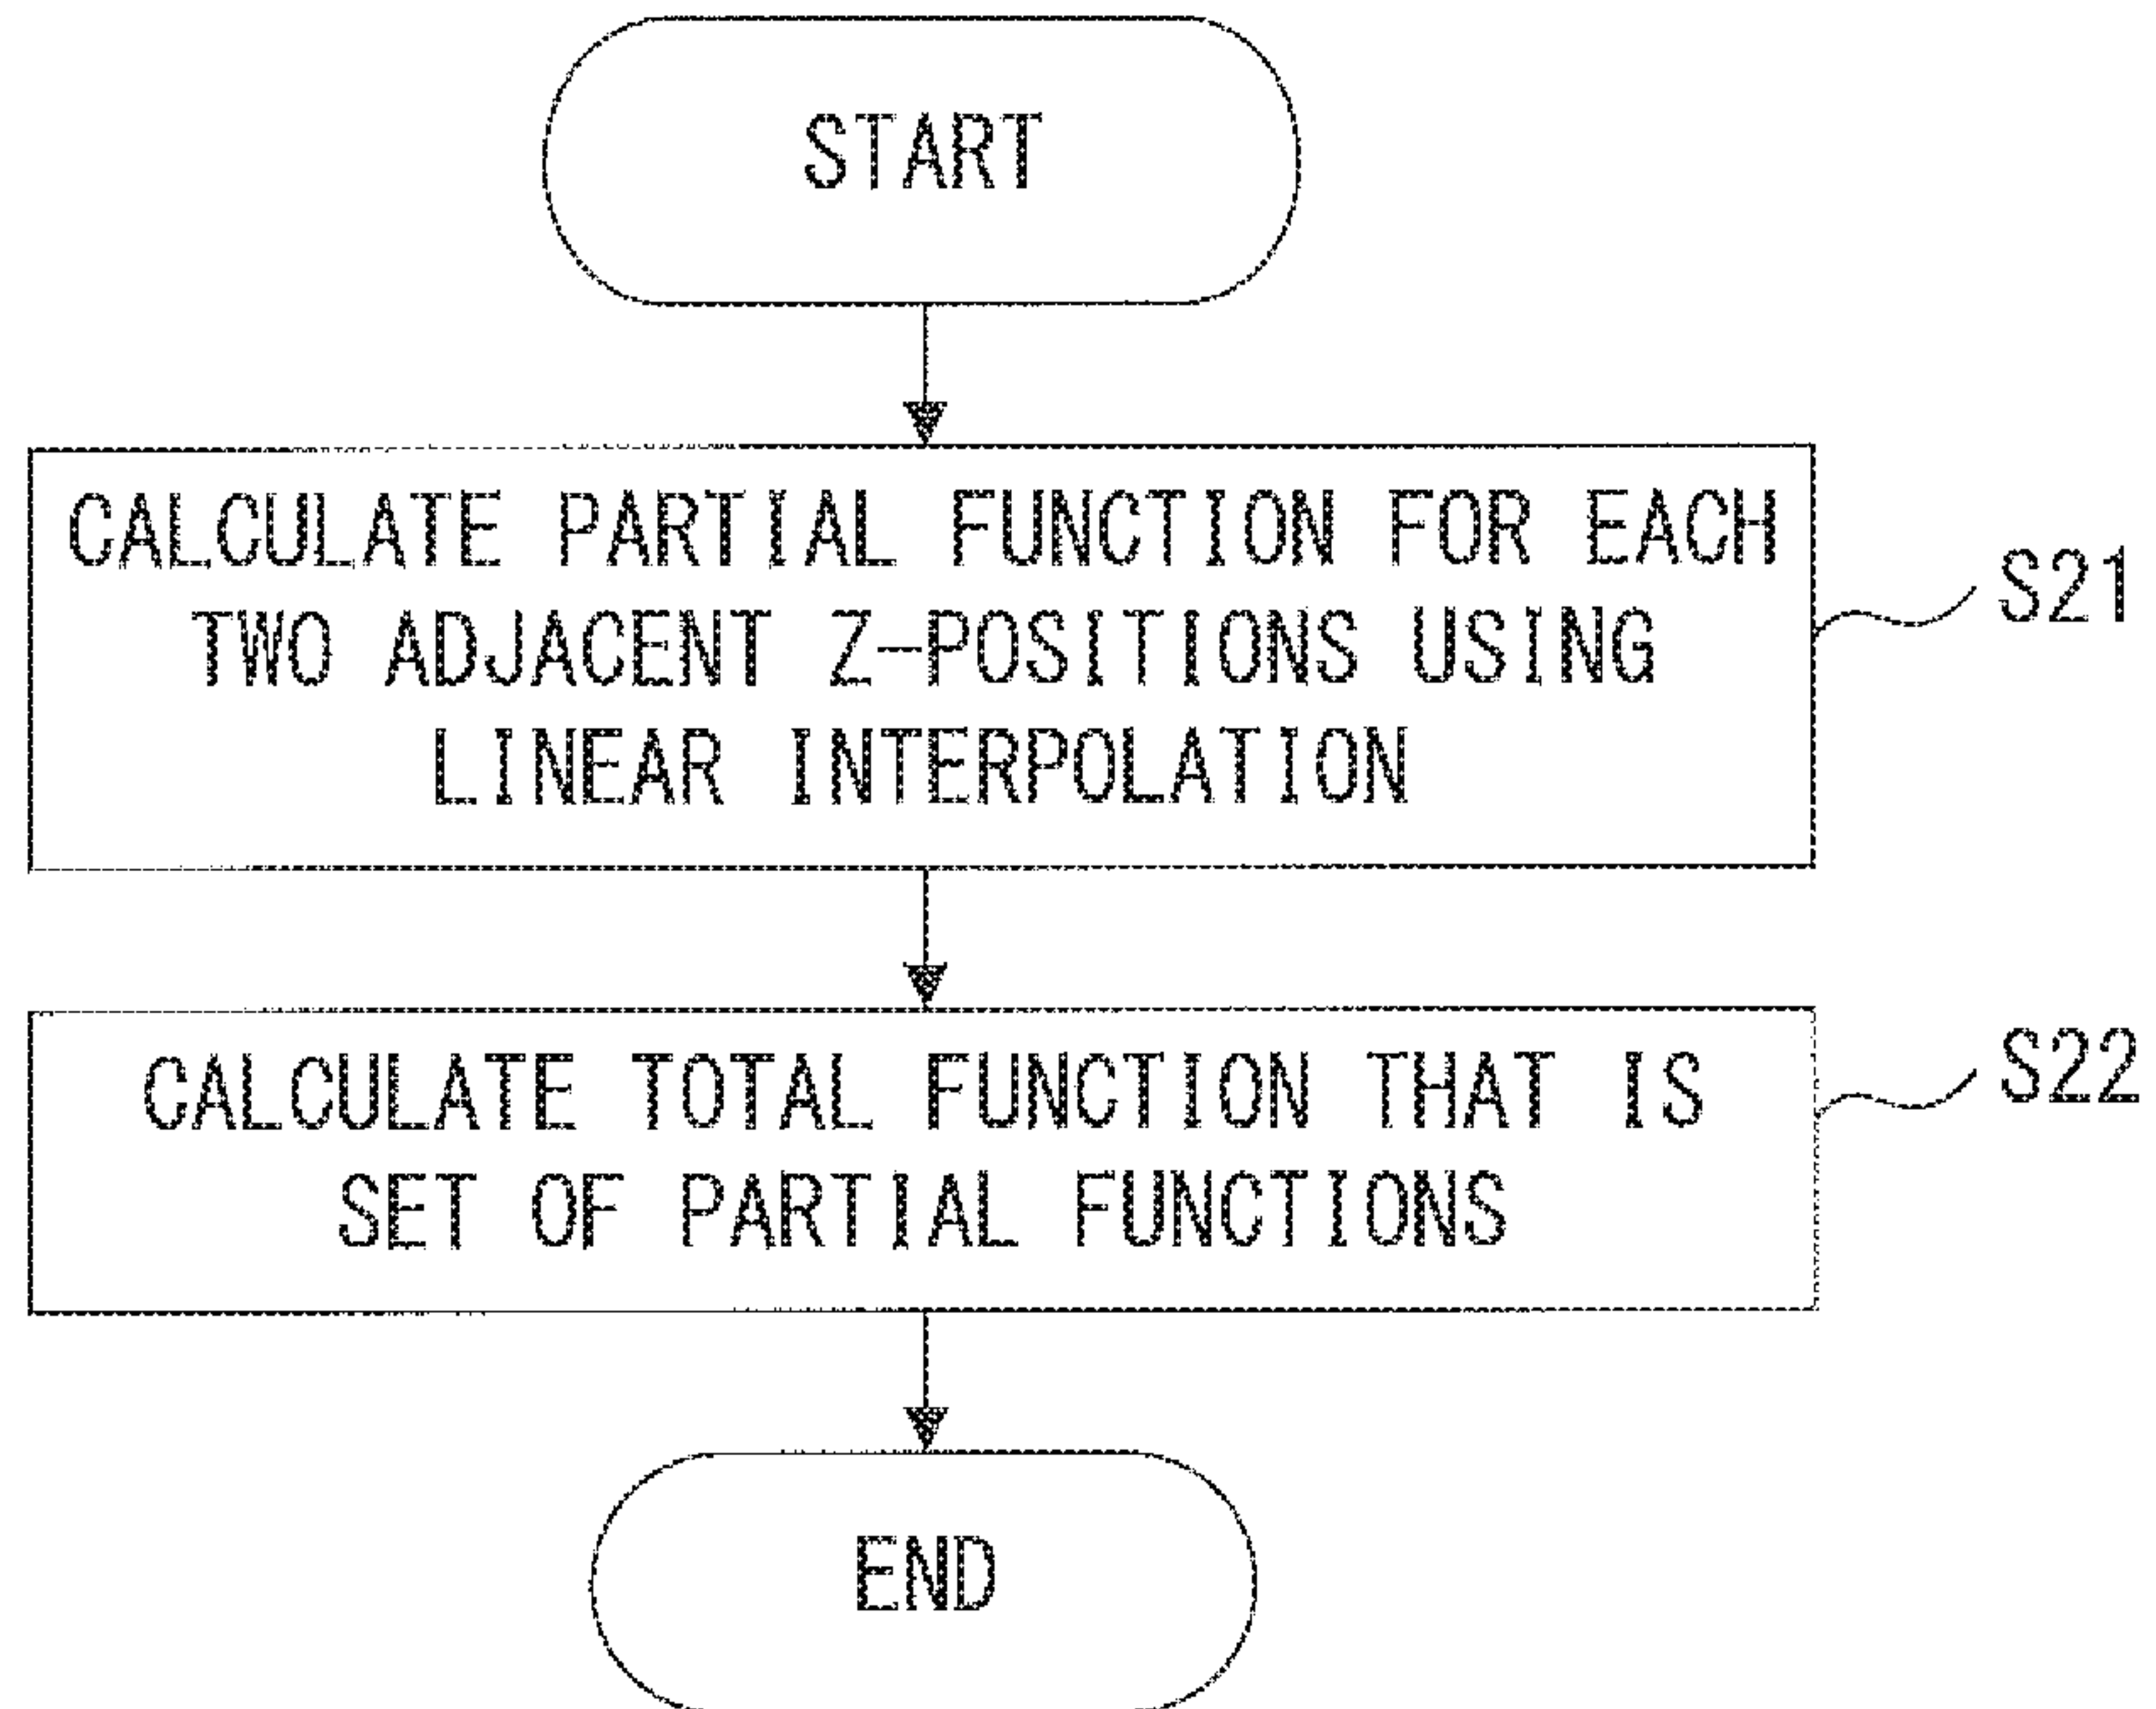 START
CALCULATE PARTIAL FUNCTION FOR EACH
TWO ADJACENT Z-POSITIONS USING
LINEAR INTERPOLATION
S21
CALCULATE TOTAL FUNCTION THAT IS
SET OF PARTIAL FUNCTIONS
S22
END